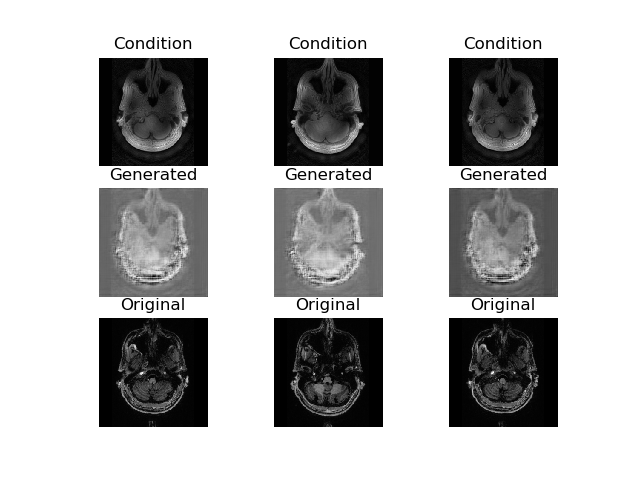 Condition
Condition
Condition
Generated
Generated
Generated
Original
Original
Original